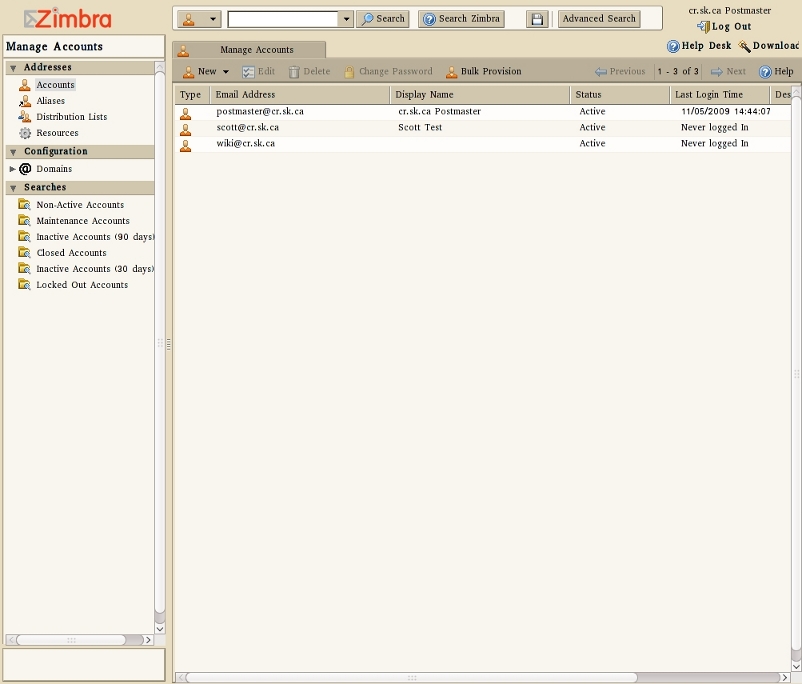 Zimbra
Search
Search Zimbra
Advanced Search
cr.sk.ca Postmaster
Log Out
Help Desk
Download
Manage Accounts
Addresses
Accounts
Aliases
Distribution Lists
Resources
Configuration
@ Domains
Searches
Non-Active Accounts
Maintenance Accounts
Inactive Accounts (90 days)
Closed Accounts
Inactive Accounts (30 days)
Locked Out Accounts
Manage Accounts
New Edit Delete Change Password Bulk Provision Previous 1 - 3 of 3 Next Help
Type Email Address Display Name Status Last Login Time Des
postmaster@cr.sk.ca cr.sk.ca Postmaster Active 11/05/2009 14:44:07
scott@cr.sk.ca Scott Test Active Never logged In
wiki@cr.sk.ca Active Never logged In